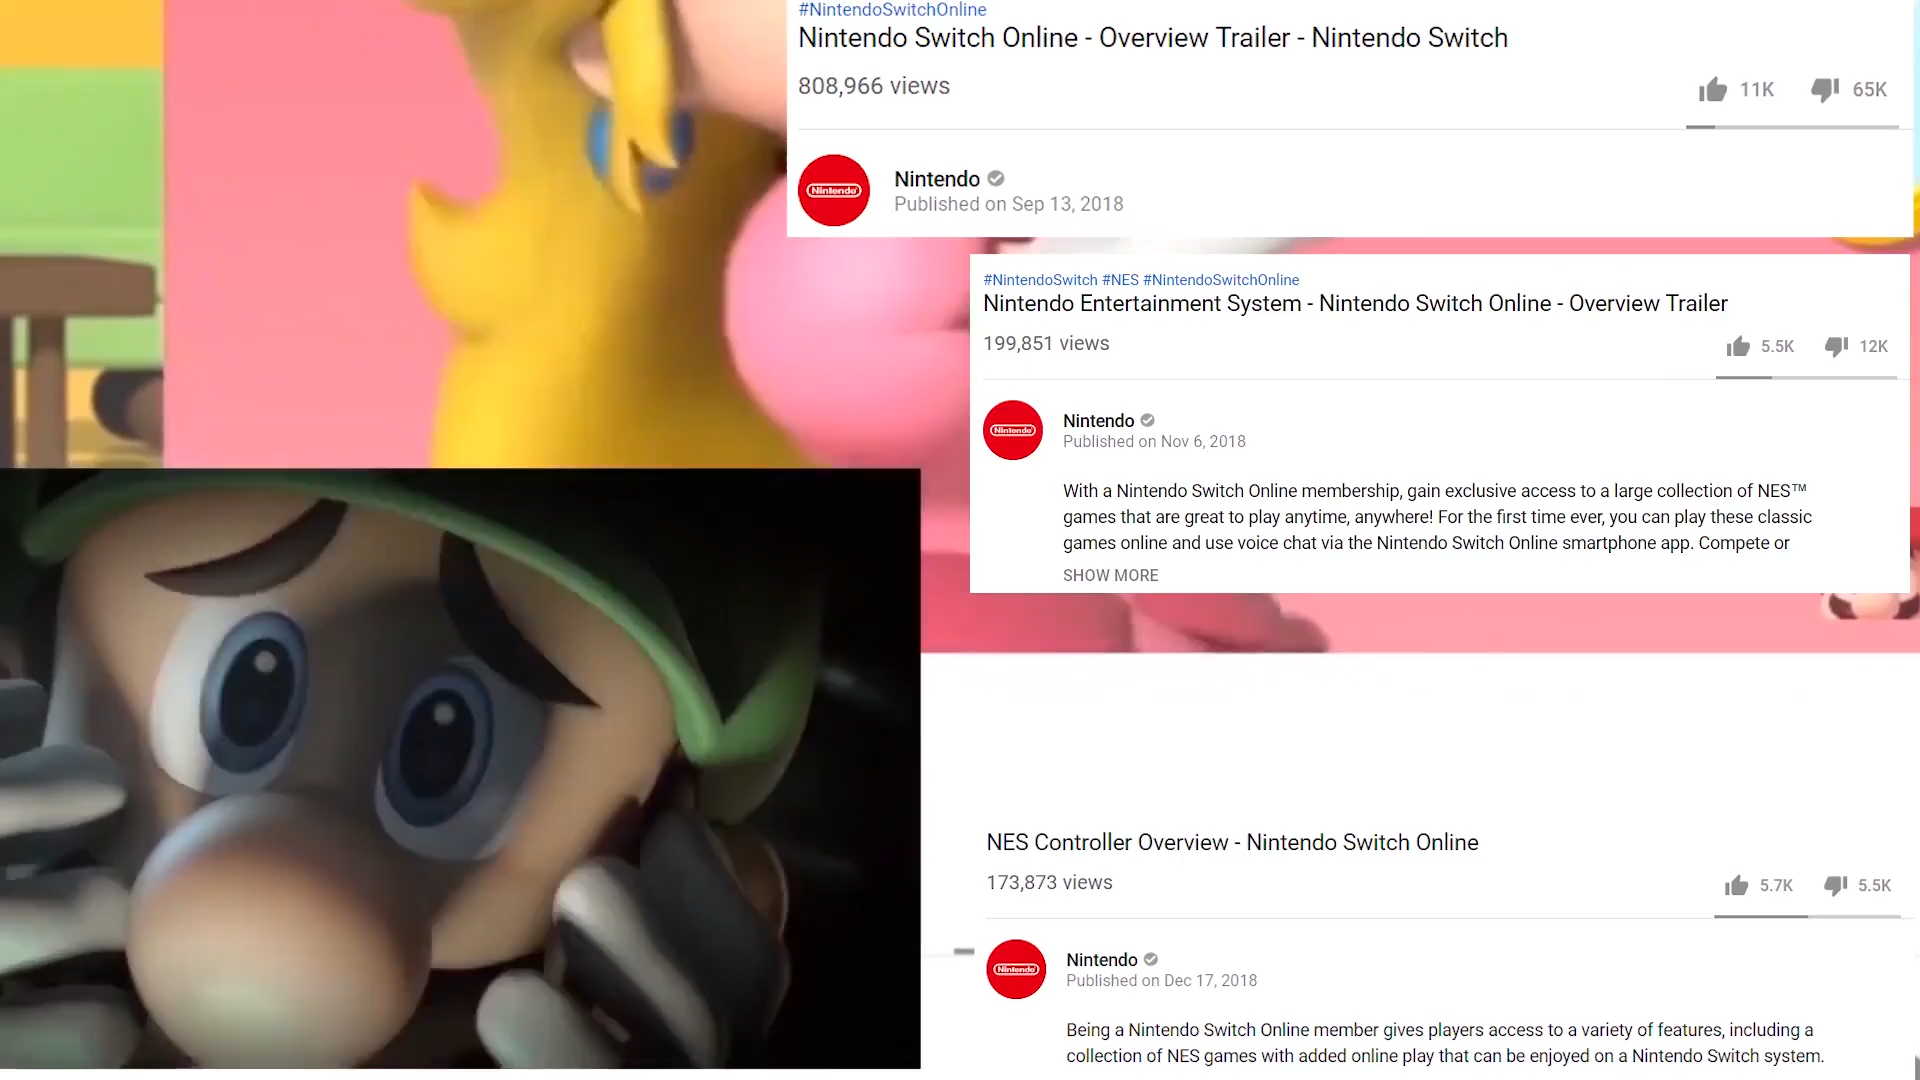 #NintendoSwitchOnline
Nintendo Switch Online - Overview Trailer - Nintendo Switch
808,966 views
11K 65K
Nintendo
Nintendo
Published on Sep 13, 2018
#NintendoSwitch #NES #NintendoSwitchOnline
Nintendo Entertainment System - Nintendo Switch Online - Overview Trailer
199,851 views
5.5K 12K
Nintendo
Nintendo
Published on Nov 6, 2018
With a Nintendo Switch Online membership, gain exclusive access to a large collection of NES™
games that are great to play anytime, anywhere! For the first time ever, you can play these classic
games online and use voice chat via the Nintendo Switch Online smartphone app. Compete or
SHOW MORE
NES Controller Overview - Nintendo Switch Online
173,873 views
5.7K 5.5K
Nintendo
Nintendo
Published on Dec 17, 2018
Being a Nintendo Switch Online member gives players access to a variety of features, including a
collection of NES games with added online play that can be enjoyed on a Nintendo Switch system.